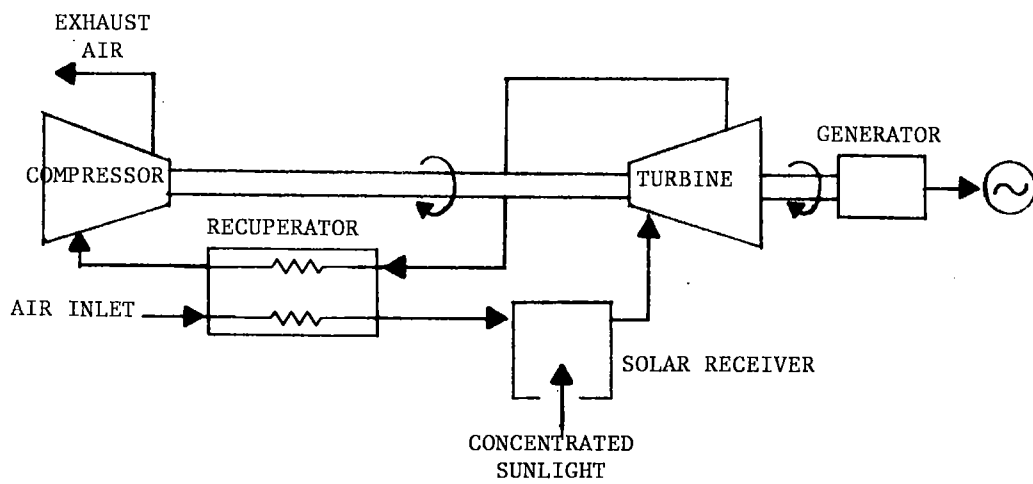 EXHAUST
AIR
COMPRESSOR
TURBINE
GENERATOR
RECUPERATOR
AIR INLET
SOLAR RECEIVER
CONCENTRATED
SUNLIGHT